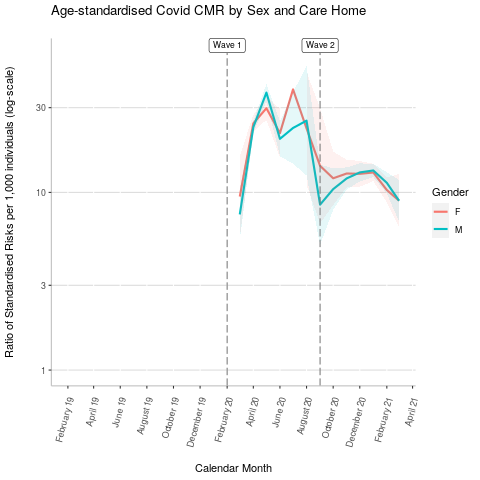 Age-standardised Covid CMR by Sex and Care Home
Ratio of Standardised Risks per 1,000 individuals (log-scale)
Wave 1
Wave 2
30
10
3
1
February 19
April 19
June 19
August 19
October 19
December 19
February 20
April 20
June 20
August 20
October 20
December 20
February 21
April 21
Calendar Month
Gender
F
M